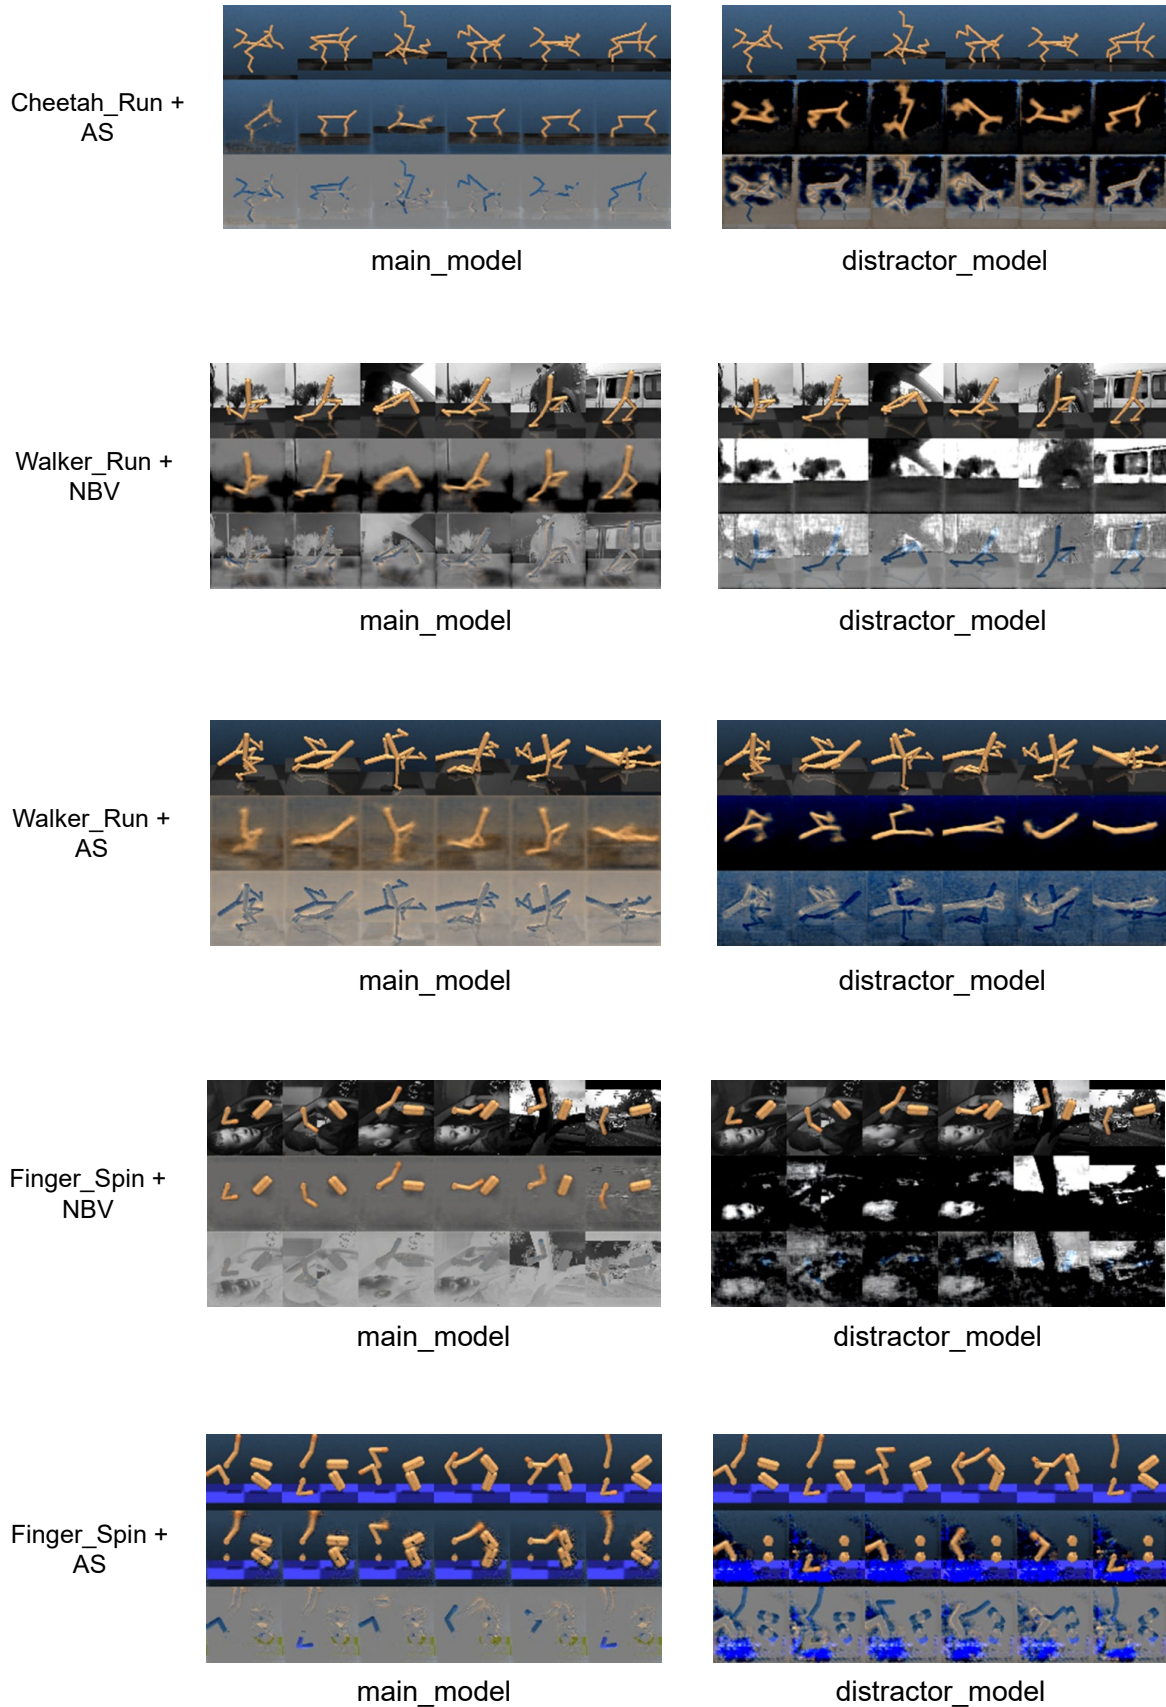 Cheetah_Run +
AS
main_model
distractor_model
Walker_Run +
NBV
main_model
distractor_model
Walker_Run +
AS
main_model
distractor_model
Finger_Spin +
NBV
main_model
distractor_model
Finger_Spin +
AS
main_model
distractor_model